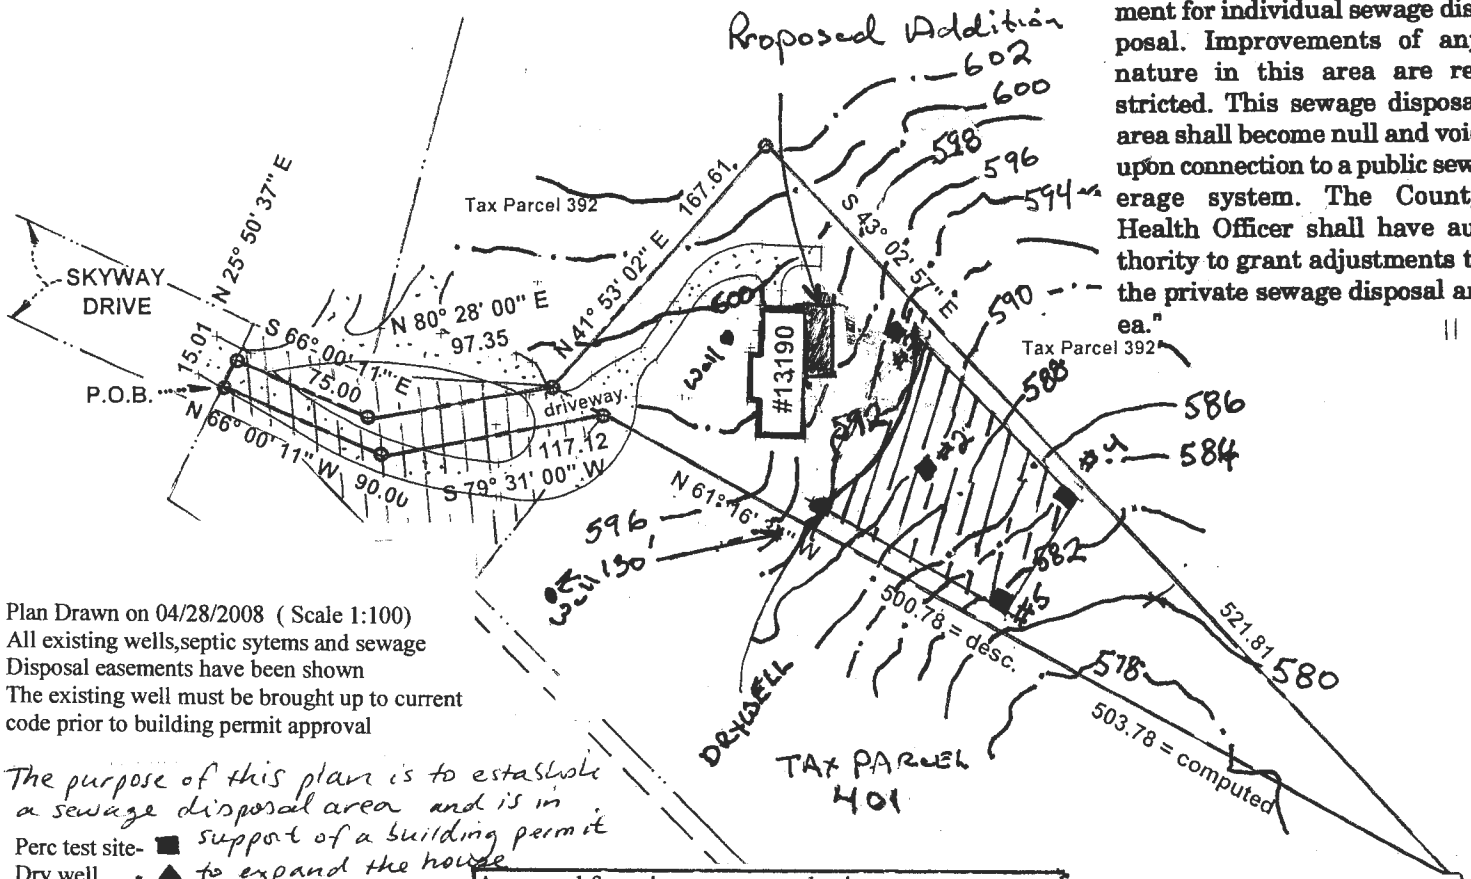 Proposed Addition
ment for individual sewage dis
posal. Improvements of any
nature in this area are re
stricted. This sewage disposa
area shall become null and voi
upon connection to a public sew
erage system. The Count
Health Officer shall have au
thority to grant adjustments t
the private sewage disposal ar
ea."
602
600
598
596
594
590
588
586
584
582
580
578
Tax Parcel 392
167.61
N 41° 53' 02" E
S 43° 02' 57" E
Tax Parcel 392
SKYWAY
DRIVE
N 25° 50' 37" E
15.01
P.O.B.
S 66° 00' 11" E
75.00
N 80° 28' 00" E
97.35
N 66° 00' 11" W
90.00
S 79° 31' 00" W
117.12
driveway
600
Well
#13190
592
#2
#4
#5
596
Well 130'
N 61° 16'
W
500.78 = desc.
503.78 = computed
521.81
DRYWELL
TAX PARCEL
401
Plan Drawn on 04/28/2008 ( Scale 1:100)
All existing wells,septic sytems and sewage
Disposal easements have been shown
The existing well must be brought up to current
code prior to building permit approval
The purpose of this plan is to establish
a sewage disposal area and is in
support of a building permit
to expand the house
Perc test site-
Dry well -